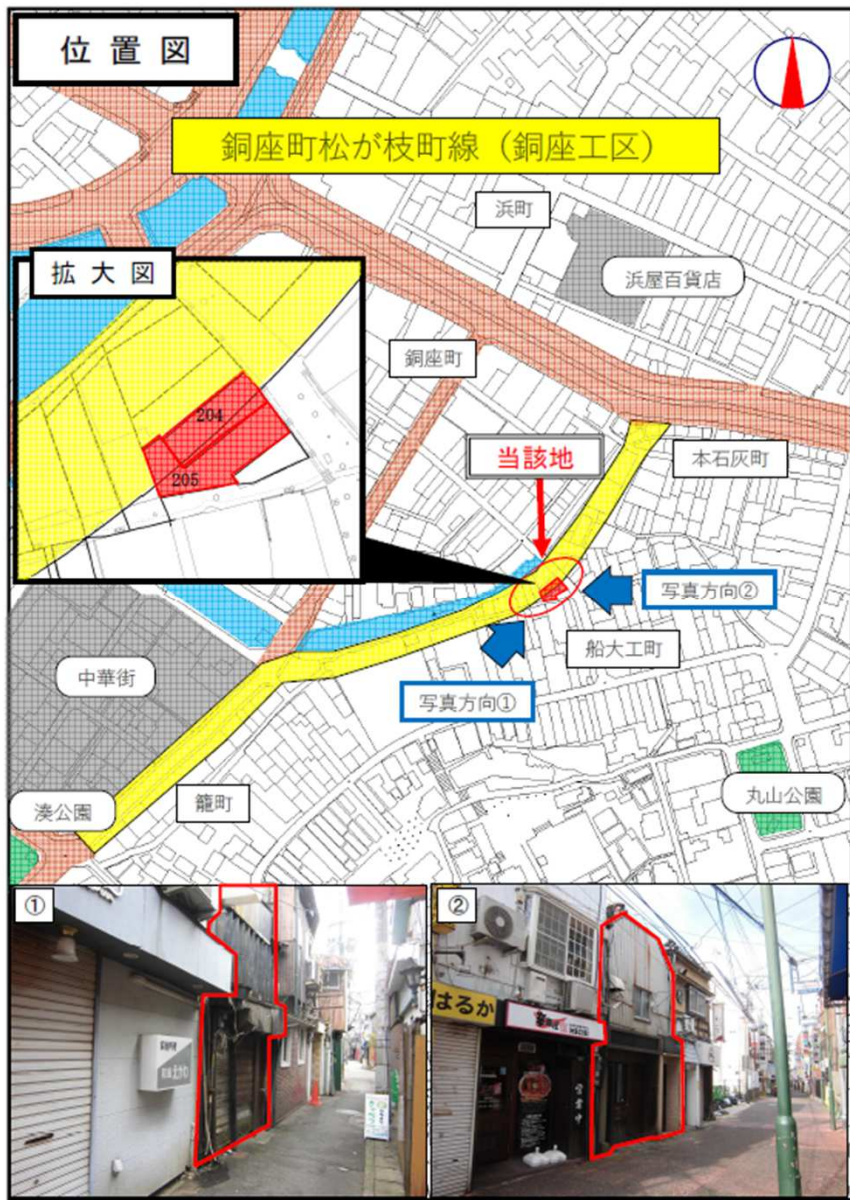 位置図
銅座町松が枝町線（銅座工区）
浜町
浜屋百貨店
拡大図
204
205
銅座町
当該地
本石灰町
写真方向②
船大工町
写真方向①
中華街
籠町
湊公園
丸山公園
①
②
はるか
営業中